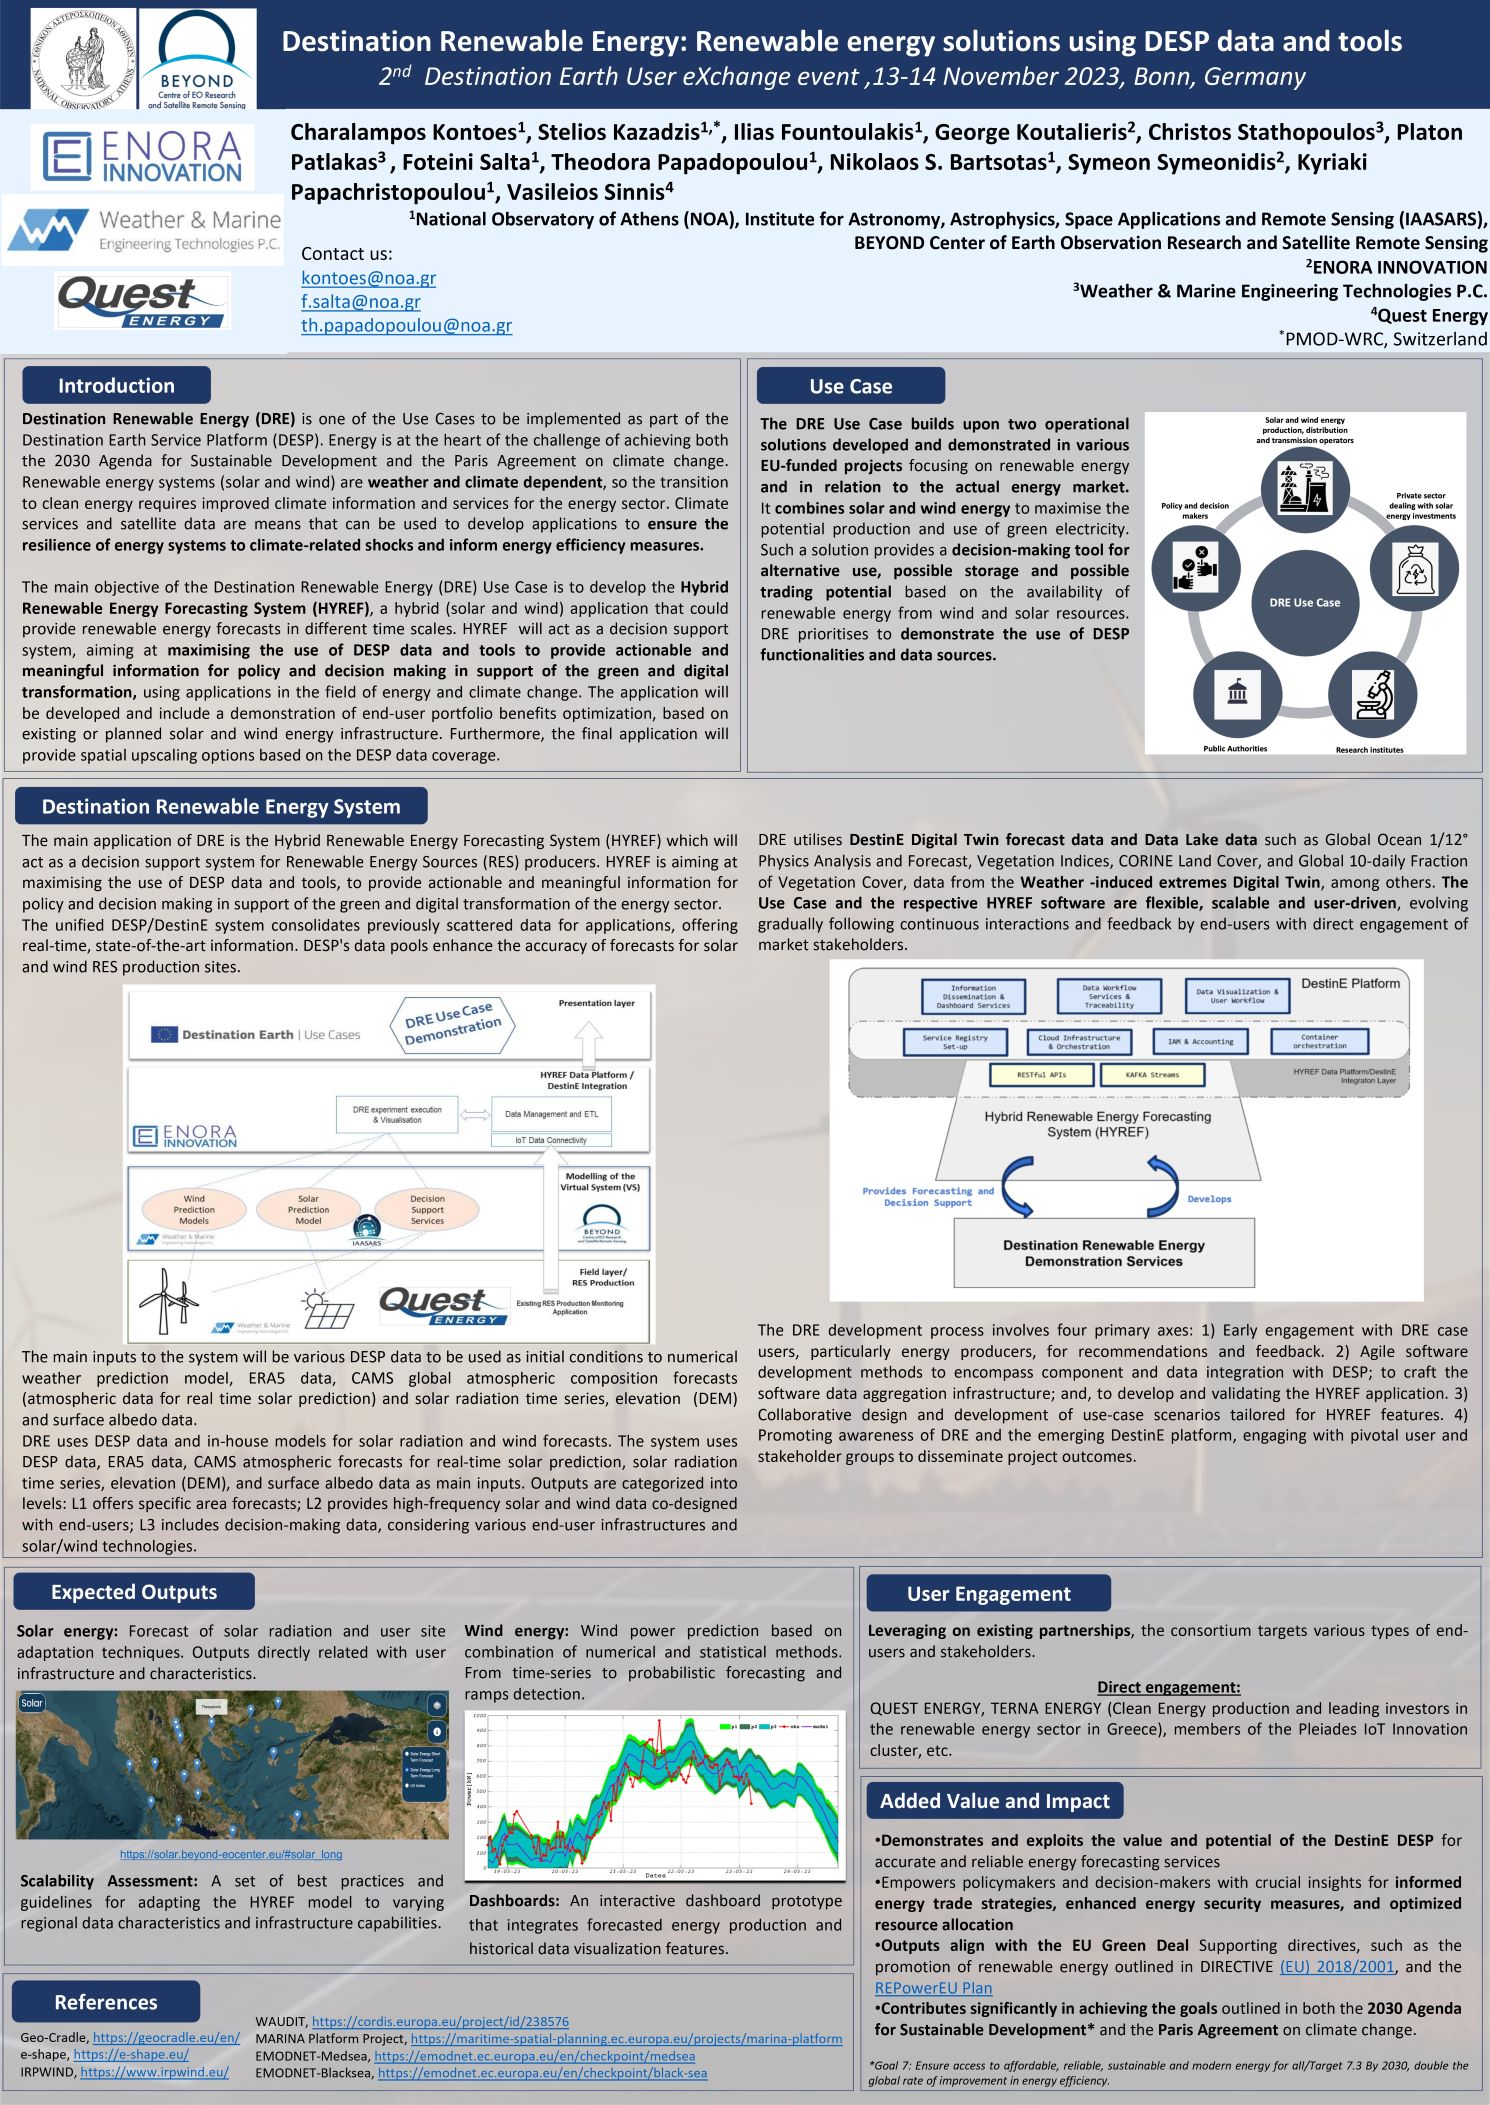 ΕΘΝΙΚΟΝ ΑΣΤΕΡΟΣΚΟΠΕΙΟΝ ΑΘΗΝΩΝ
NATIONAL OBSERVATORY ATHENS
BEYOND
Centre of EO Research
and Satellite Remote Sensing
Destination Renewable Energy: Renewable energy solutions using DESP data and tools
2nd Destination Earth User eXchange event ,13-14 November 2023, Bonn, Germany
ENORA
INNOVATION
Weather & Marine
Engineering Technologies P.C.
Quest
ENERGY
Charalampos Kontoes1, Stelios Kazadzis1,*, Ilias Fountoulakis1, George Koutalieris2, Christos Stathopoulos3, Platon
Patlakas3 , Foteini Salta1, Theodora Papadopoulou1, Nikolaos S. Bartsotas1, Symeon Symeonidis2, Kyriaki
Papachristopoulou1, Vasileios Sinnis4
1National Observatory of Athens (NOA), Institute for Astronomy, Astrophysics, Space Applications and Remote Sensing (IAASARS),
BEYOND Center of Earth Observation Research and Satellite Remote Sensing
2ENORA INNOVATION
3Weather & Marine Engineering Technologies P.C.
4Quest Energy
*PMOD-WRC, Switzerland
Contact us:
kontoes@noa.gr
f.salta@noa.gr
th.papadopoulou@noa.gr
Introduction
Destination Renewable Energy (DRE) is one of the Use Cases to be implemented as part of the
Destination Earth Service Platform (DESP). Energy is at the heart of the challenge of achieving both
the 2030 Agenda for Sustainable Development and the Paris Agreement on climate change.
Renewable energy systems (solar and wind) are weather and climate dependent, so the transition
to clean energy requires improved climate information and services for the energy sector. Climate
services and satellite data are means that can be used to develop applications to ensure the
resilience of energy systems to climate-related shocks and inform energy efficiency measures.
The main objective of the Destination Renewable Energy (DRE) Use Case is to develop the Hybrid
Renewable Energy Forecasting System (HYREF), a hybrid (solar and wind) application that could
provide renewable energy forecasts in different time scales. HYREF will act as a decision support
system, aiming at maximising the use of DESP data and tools to provide actionable and
meaningful information for policy and decision making in support of the green and digital
transformation, using applications in the field of energy and climate change. The application will
be developed and include a demonstration of end-user portfolio benefits optimization, based on
existing or planned solar and wind energy infrastructure. Furthermore, the final application will
provide spatial upscaling options based on the DESP data coverage.
Use Case
The DRE Use Case builds upon two operational
solutions developed and demonstrated in various
EU-funded projects focusing on renewable energy
and in relation to the actual energy market.
It combines solar and wind energy to maximise the
potential production and use of green electricity.
Such a solution provides a decision-making tool for
alternative use, possible storage and possible
trading potential based on the availability of
renewable energy from wind and solar resources.
DRE prioritises to demonstrate the use of DESP
functionalities and data sources.
Solar and wind energy
production, distribution
and transmission operators
Policy and decision
makers
Private sector
dealing with solar
energy investments
DRE Use Case
Public Authorities
Research institutes
Destination Renewable Energy System
The main application of DRE is the Hybrid Renewable Energy Forecasting System (HYREF) which will
act as a decision support system for Renewable Energy Sources (RES) producers. HYREF is aiming at
maximising the use of DESP data and tools, to provide actionable and meaningful information for
policy and decision making in support of the green and digital transformation of the energy sector.
The unified DESP/DestinE system consolidates previously scattered data for applications, offering
real-time, state-of-the-art information. DESP's data pools enhance the accuracy of forecasts for solar
and wind RES production sites.
Destination Earth | Use Cases
DRE Use Case
Demonstration
Presentation layer
HYREF Data Platform /
DestinE Integration
DRE experiment execution
& Visualisation
Data Management and ETL
IoT Data Connectivity
ENORA
INNOVATION
Modelling of the
Virtual System (VS)
Wind
Prediction
Models
Solar
Prediction
Model
Decision
Support
Services
Weather & Marine
IAASARS
BEYOND
Centre of EO Research
and Satellite Remote Sensing
Field layer/
RES Production
Quest
ENERGY
Existing RES Production Monitoring
Application
Weather & Marine
Engineering Technologies P.C.
The main inputs to the system will be various DESP data to be used as initial conditions to numerical
weather prediction model, ERA5 data, CAMS global atmospheric composition forecasts
(atmospheric data for real time solar prediction) and solar radiation time series, elevation (DEM)
and surface albedo data.
DRE uses DESP data and in-house models for solar radiation and wind forecasts. The system uses
DESP data, ERA5 data, CAMS atmospheric forecasts for real-time solar prediction, solar radiation
time series, elevation (DEM), and surface albedo data as main inputs. Outputs are categorized into
levels: L1 offers specific area forecasts; L2 provides high-frequency solar and wind data co-designed
with end-users; L3 includes decision-making data, considering various end-user infrastructures and
solar/wind technologies.
DRE utilises DestinE Digital Twin forecast data and Data Lake data such as Global Ocean 1/12°
Physics Analysis and Forecast, Vegetation Indices, CORINE Land Cover, and Global 10-daily Fraction
of Vegetation Cover, data from the Weather -induced extremes Digital Twin, among others. The
Use Case and the respective HYREF software are flexible, scalable and user-driven, evolving
gradually following continuous interactions and feedback by end-users with direct engagement of
market stakeholders.
DestinE Platform
Information
Dissemination &
Dashboard Services
Data Workflow
Services &
Traceability
Data Visualization &
User Workflow
Service Registry
Set-up
Cloud Infrastructure
& Orchestration
IAM & Accounting
Container
orchestration
RESTful APIs
KAFKA Streams
HYREF Data Platform/DestinE
Integraton Layer
Hybrid Renewable Energy Forecasting
System (HYREF)
Provides Forecasting and
Decision Support
Develops
Destination Renewable Energy
Demonstration Services
The DRE development process involves four primary axes: 1) Early engagement with DRE case
users, particularly energy producers, for recommendations and feedback. 2) Agile software
development methods to encompass component and data integration with DESP; to craft the
software data aggregation infrastructure; and, to develop and validating the HYREF application. 3)
Collaborative design and development of use-case scenarios tailored for HYREF features. 4)
Promoting awareness of DRE and the emerging DestinE platform, engaging with pivotal user and
stakeholder groups to disseminate project outcomes.
Expected Outputs
Solar energy: Forecast of solar radiation and user site
adaptation techniques. Outputs directly related with user
infrastructure and characteristics.
Solar
Thessaloniki
Solar Energy Short
Term Forecast
Solar Energy Long
Term Forecast
UV Index
https://solar.beyond-eocenter.eu/#solar_long
Scalability Assessment: A set of best practices and
guidelines for adapting the HYREF model to varying
regional data characteristics and infrastructure capabilities.
Wind energy: Wind power prediction based on
combination of numerical and statistical methods.
From time-series to probabilistic forecasting and
ramps detection.
1000
900
800
700
600
500
400
300
200
100
0
Power[kW]
p1 p2 p3 obs model
19-05-23 20-05-23 21-05-23 22-05-23 23-05-23 24-05-23
Dates
Dashboards: An interactive dashboard prototype
that integrates forecasted energy production and
historical data visualization features.
User Engagement
Leveraging on existing partnerships, the consortium targets various types of end-
users and stakeholders.
Direct engagement:
QUEST ENERGY, TERNA ENERGY (Clean Energy production and leading investors in
the renewable energy sector in Greece), members of the Pleiades IoT Innovation
cluster, etc.
Added Value and Impact
•Demonstrates and exploits the value and potential of the DestinE DESP for
accurate and reliable energy forecasting services
•Empowers policymakers and decision-makers with crucial insights for informed
energy trade strategies, enhanced energy security measures, and optimized
resource allocation
•Outputs align with the EU Green Deal Supporting directives, such as the
promotion of renewable energy outlined in DIRECTIVE (EU) 2018/2001, and the
REPowerEU Plan
•Contributes significantly in achieving the goals outlined in both the 2030 Agenda
for Sustainable Development* and the Paris Agreement on climate change.
*Goal 7: Ensure access to affordable, reliable, sustainable and modern energy for all/Target 7.3 By 2030, double the
global rate of improvement in energy efficiency.
References
Geo-Cradle, https://geocradle.eu/en/
e-shape, https://e-shape.eu/
IRPWIND, https://www.irpwind.eu/
WAUDIT, https://cordis.europa.eu/project/id/238576
MARINA Platform Project, https://maritime-spatial-planning.ec.europa.eu/projects/marina-platform
EMODNET-Medsea, https://emodnet.ec.europa.eu/en/checkpoint/medsea
EMODNET-Blacksea, https://emodnet.ec.europa.eu/en/checkpoint/black-sea